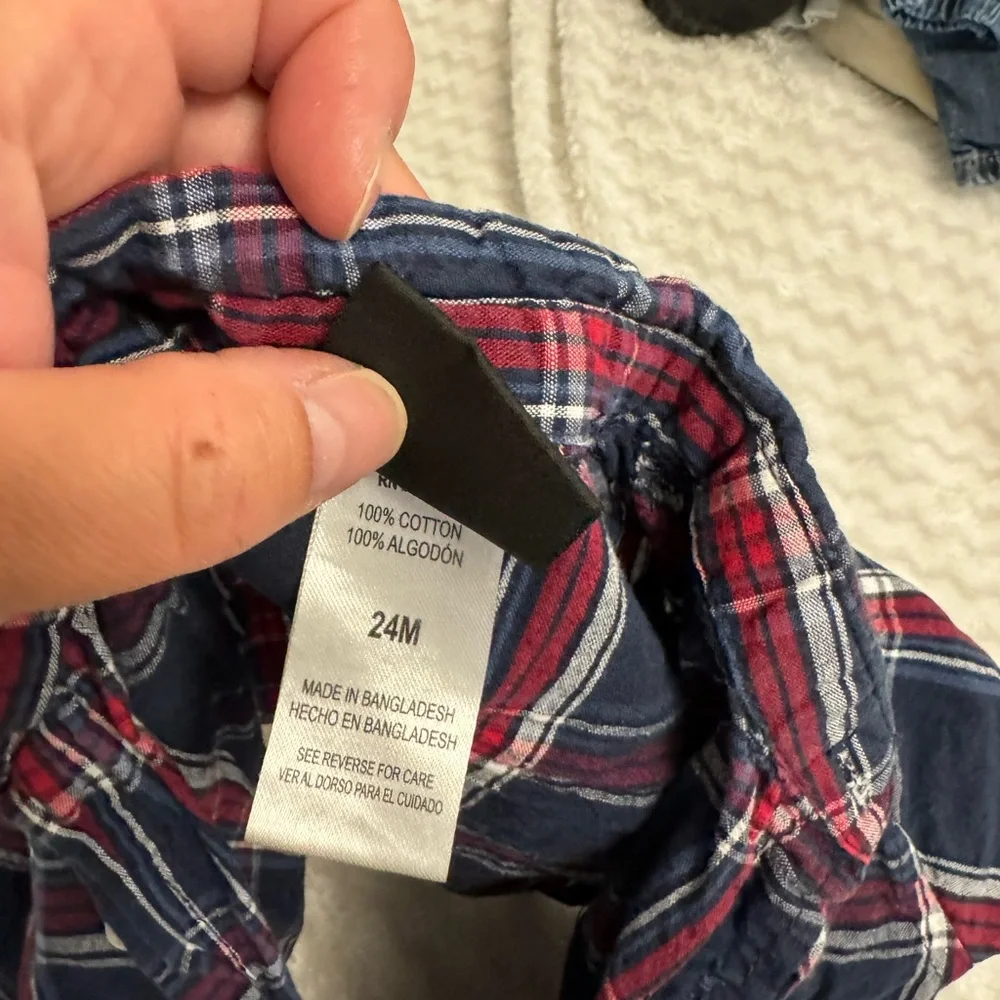 100% COTTON
100% ALGODÓN
24M
MADE IN BANGLADESH
HECHO EN BANGLADESH
SEE REVERSE FOR CARE
VER AL DORSO PARA EL CUIDADO